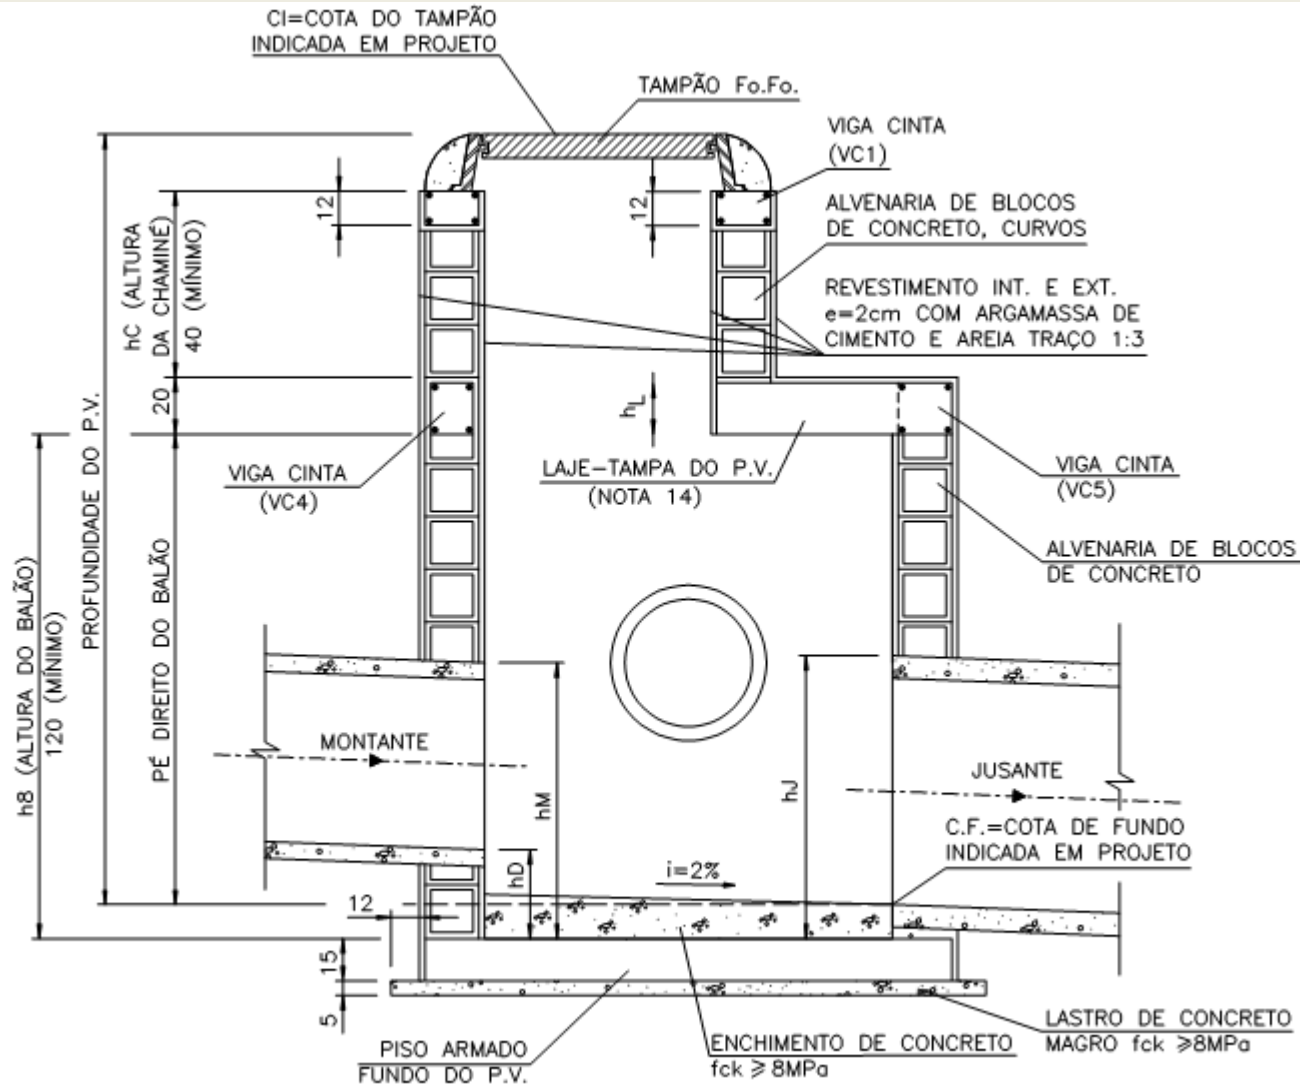 CI=COTA DO TAMPÃO
INDICADA EM PROJETO
TAMPÃO Fo.Fo.
VIGA CINTA
(VC1)
ALVENARIA DE BLOCOS
DE CONCRETO, CURVOS
REVESTIMENTO INT. E EXT.
e=2cm COM ARGAMASSA DE
CIMENTO E AREIA TRAÇO 1:3
12
12
hC (ALTURA
DA CHAMINÉ)
40 (MÍNIMO)
20
hL
PROFUNDIDADE DO P.V.
VIGA CINTA
(VC4)
LAJE-TAMPA DO P.V.
(NOTA 14)
VIGA CINTA
(VC5)
ALVENARIA DE BLOCOS
DE CONCRETO
h8 (ALTURA DO BALÃO)
120 (MÍNIMO)
PÉ DIREITO DO BALÃO
MONTANTE
JUSANTE
hM
hJ
hD
i=2%
C.F.=COTA DE FUNDO
INDICADA EM PROJETO
12
15
5
PISO ARMADO
FUNDO DO P.V.
ENCHIMENTO DE CONCRETO
fck ⩾8MPa
LASTRO DE CONCRETO
MAGRO fck ⩾8MPa